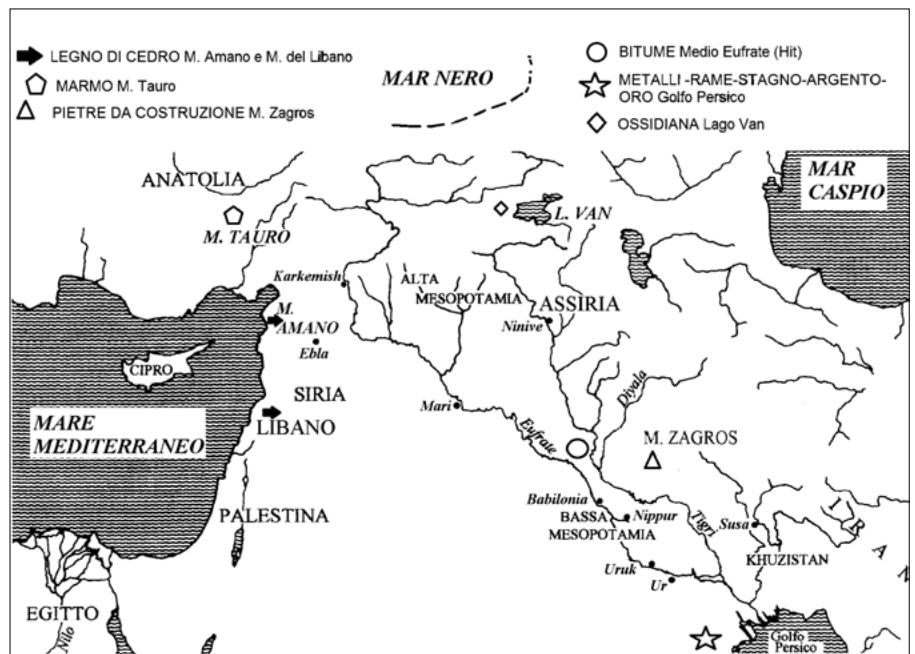 LEGNO DI CEDRO M. Amano e M. del Libano
MARMO M. Tauro
PIETRE DA COSTRUZIONE M. Zagros
BITUME Medio Eufrate (Hit)
METALLI -RAME-STAGNO-ARGENTO-
ORO Golfo Persico
OSSIDIANA Lago Van
MAR NERO
MAR
CASPIO
ANATOLIA
M. TAURO
L. VAN
Karkemish
ALTA
MESOPOTAMIA
ASSIRIA
Ninive
M.
AMANO
Ebla
CIPRO
SIRIA
LIBANO
Mari
Diyala
Eufrate
M. ZAGROS
MARE
MEDITERRANEO
PALESTINA
Babilonia
BASSA
MESOPOTAMIA
Nippur
Tigri
Susa
IRAN
KHUZISTAN
Uruk
Ur
EGITTO
Nilo
Golfo
Persico